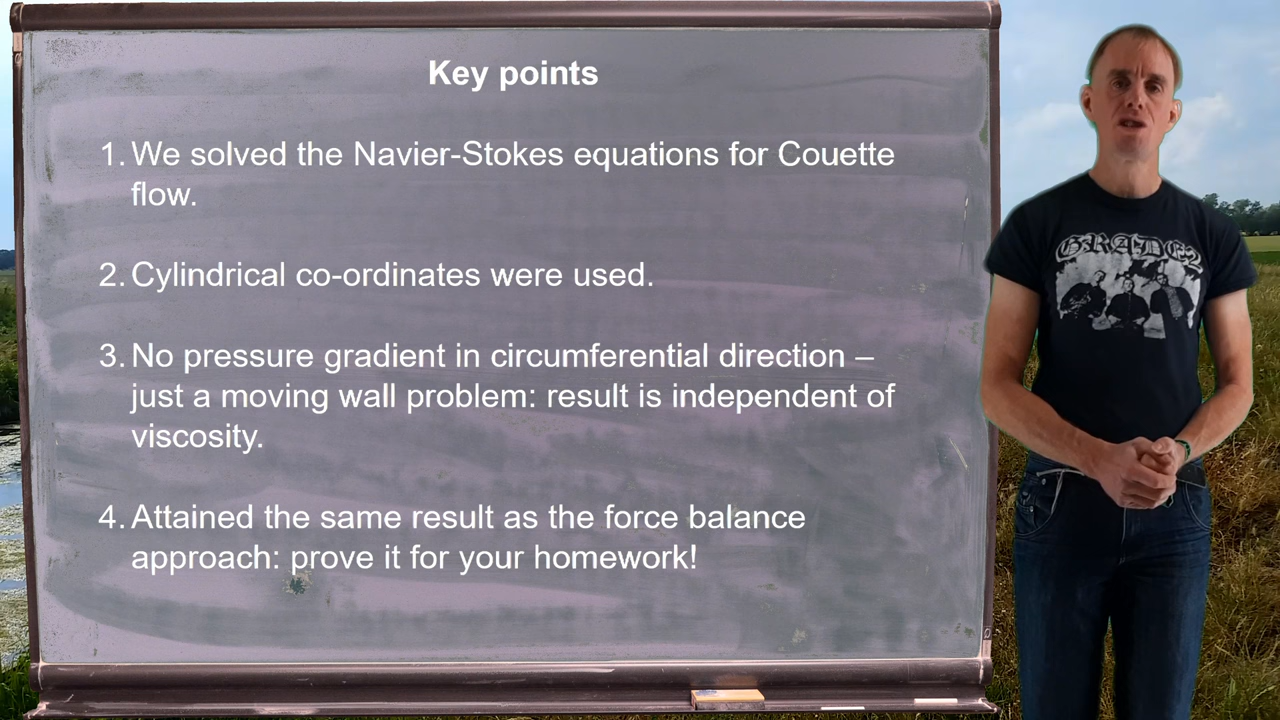 Key points
1. We solved the Navier-Stokes equations for Couette
flow.
2. Cylindrical co-ordinates were used.
3. No pressure gradient in circumferential direction –
just a moving wall problem: result is independent of
viscosity.
4. Attained the same result as the force balance
approach: prove it for your homework!
GRADE2